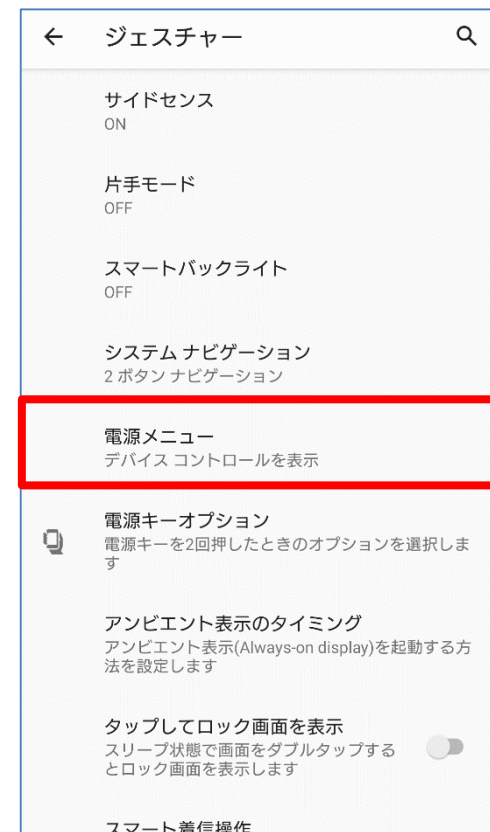 ジェスチャー
サイドセンス
ON
片手モード
OFF
スマートバックライト
OFF
システム ナビゲーション
2 ボタン ナビゲーション
電源メニュー
デバイス コントロールを表示
電源キーオプション
電源キーを2回押したときのオプションを選択しま
す
アンビエント表示のタイミング
アンビエント表示(Always-on display)を起動する方
法を設定します
タップしてロック画面を表示
スリープ状態で画面をダブルタップする
とロック画面を表示します
スマート着信操作